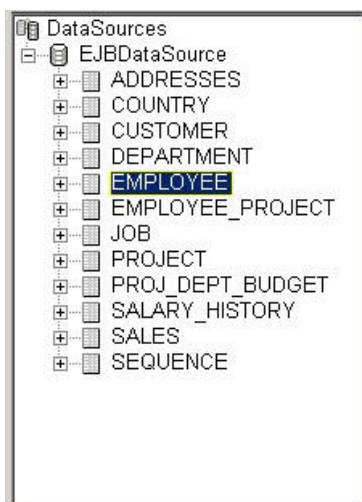 DataSources
EJBDataSource
ADDRESSES
COUNTRY
CUSTOMER
DEPARTMENT
EMPLOYEE
EMPLOYEE_PROJECT
JOB
PROJECT
PROJ_DEPT_BUDGET
SALARY_HISTORY
SALES
SEQUENCE